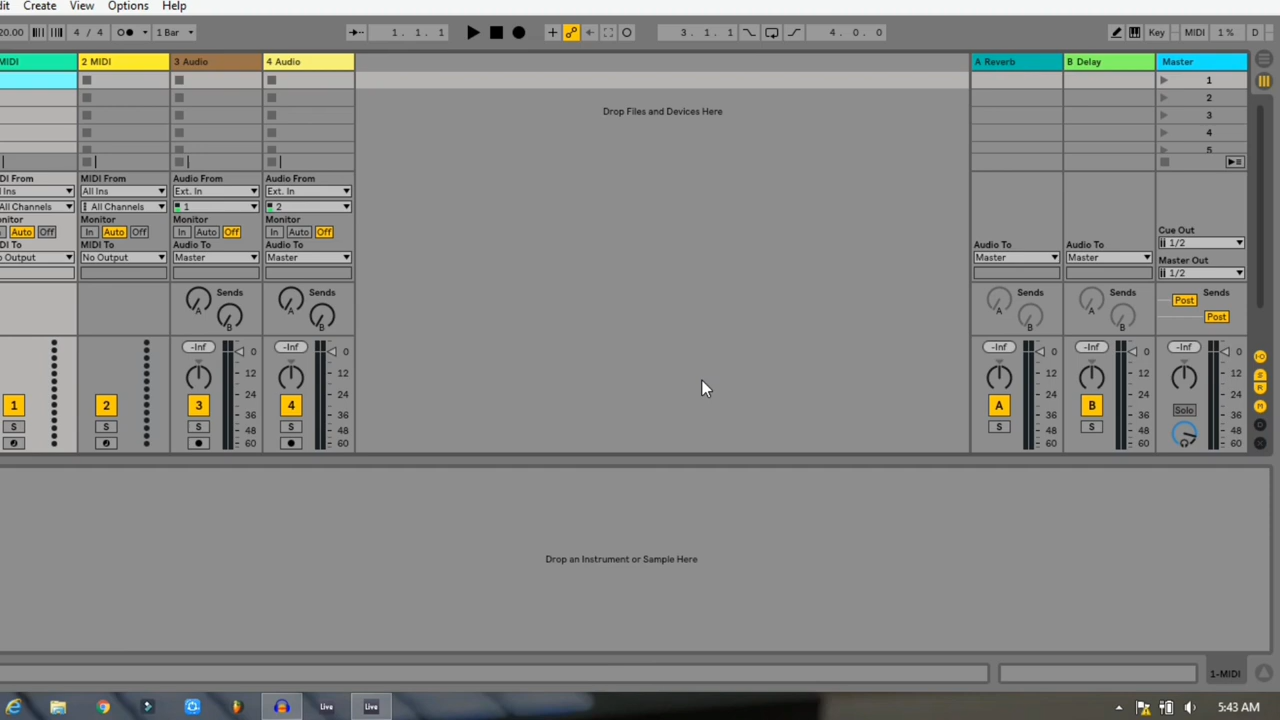 dit Create View Options Help
20.00 4 / 4 1 Bar 1. 1. 1 3. 1. 1 4. 0. 0 Key MIDI 1 % D
MIDI 2 MIDI 3 Audio 4 Audio A Reverb B Delay Master
1
Drop Files and Devices Here
2
3
4
5
DI From MIDI From Audio From Audio From
Ins All Ins Ext. In Ext. In
All Channels All Channels 1 2
onitor Monitor Monitor Monitor
Auto Off In Auto Off In Auto Off In Auto Off
DI To MIDI To Audio To Audio To Audio To Audio To
o Output No Output Master Master Master Master
Cue Out
1/2
Master Out
1/2
Sends Sends Sends Sends Sends
A A A A Post
B B B B Post
-Inf 0 -Inf 0 -Inf 0 -Inf 0 -Inf 0
12 12 12 12 12
24 24 24 24 24
1 2 3 4 A B Solo
36 36 36 36 36
S S S S S S
48 48 48 48 48
60 60 60 60 60
Drop an Instrument or Sample Here
1-MIDI
Live Live 5:43 AM